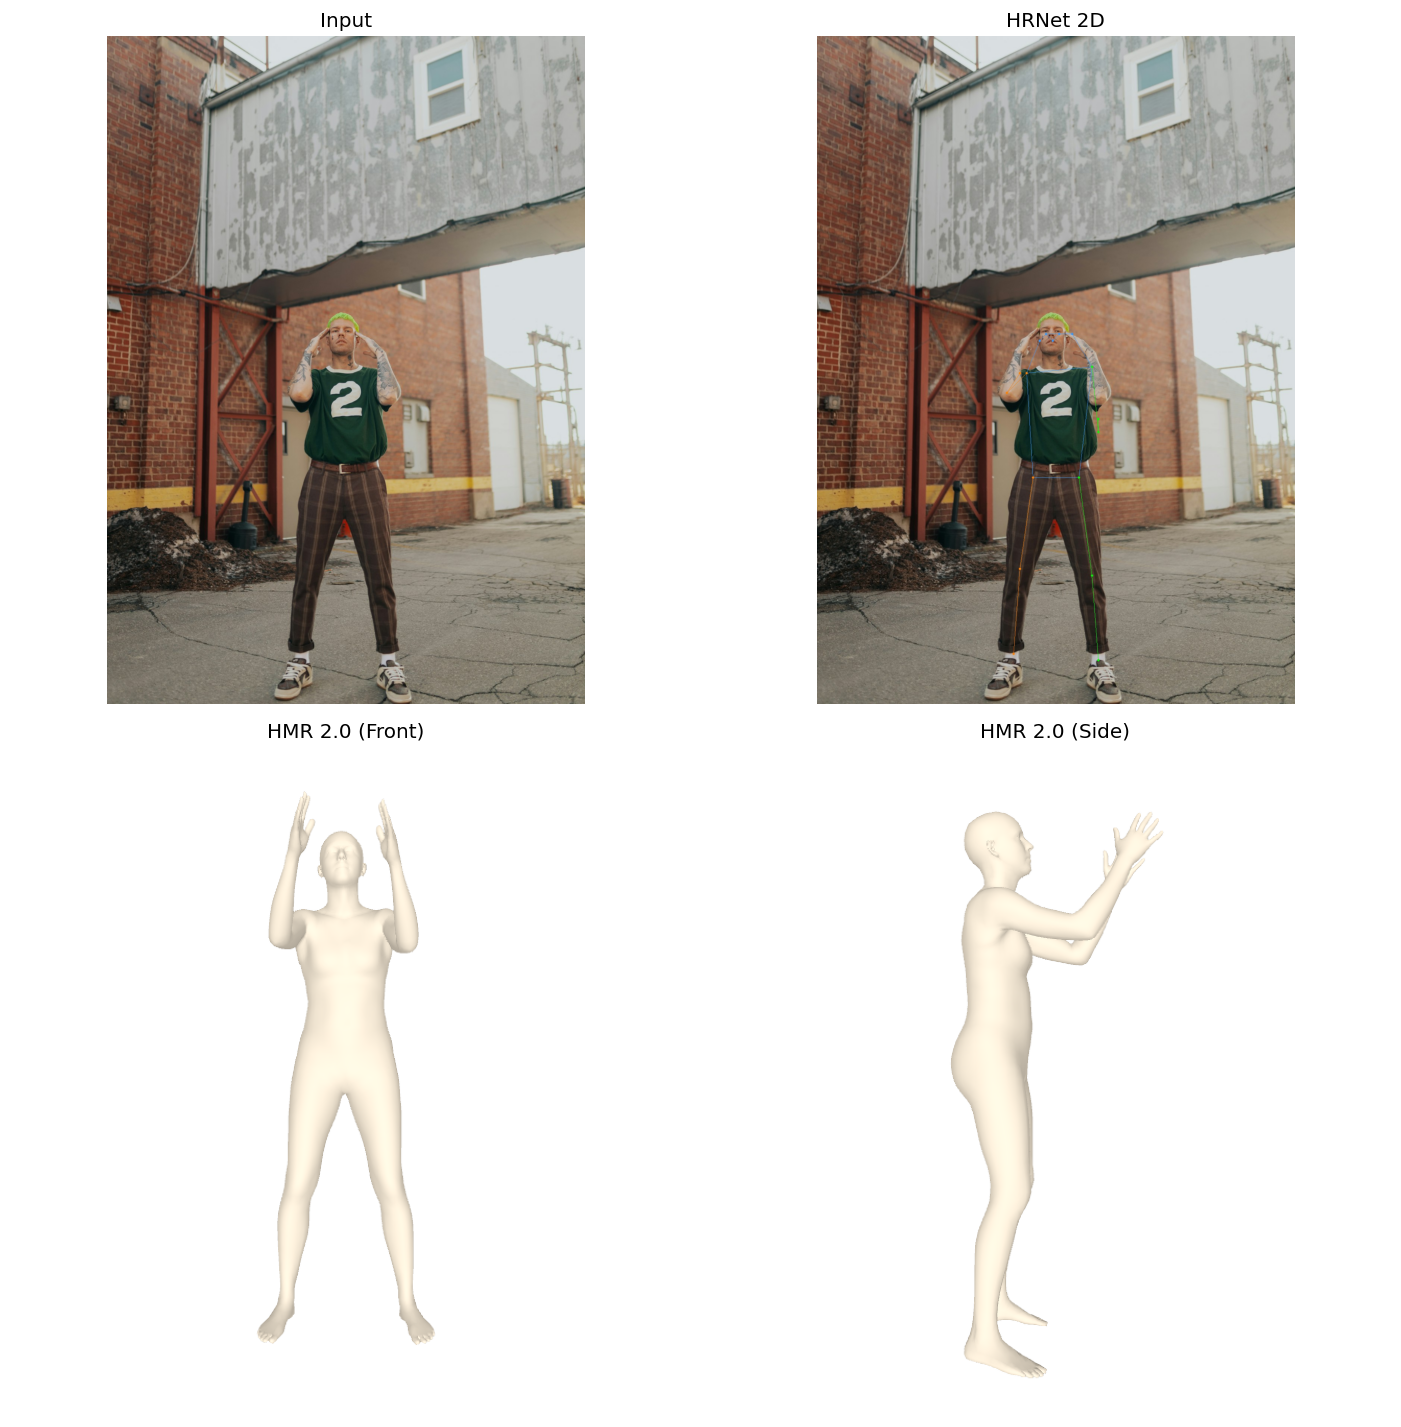 Input
HRNet 2D
2
2
HMR 2.0 (Front)
HMR 2.0 (Side)